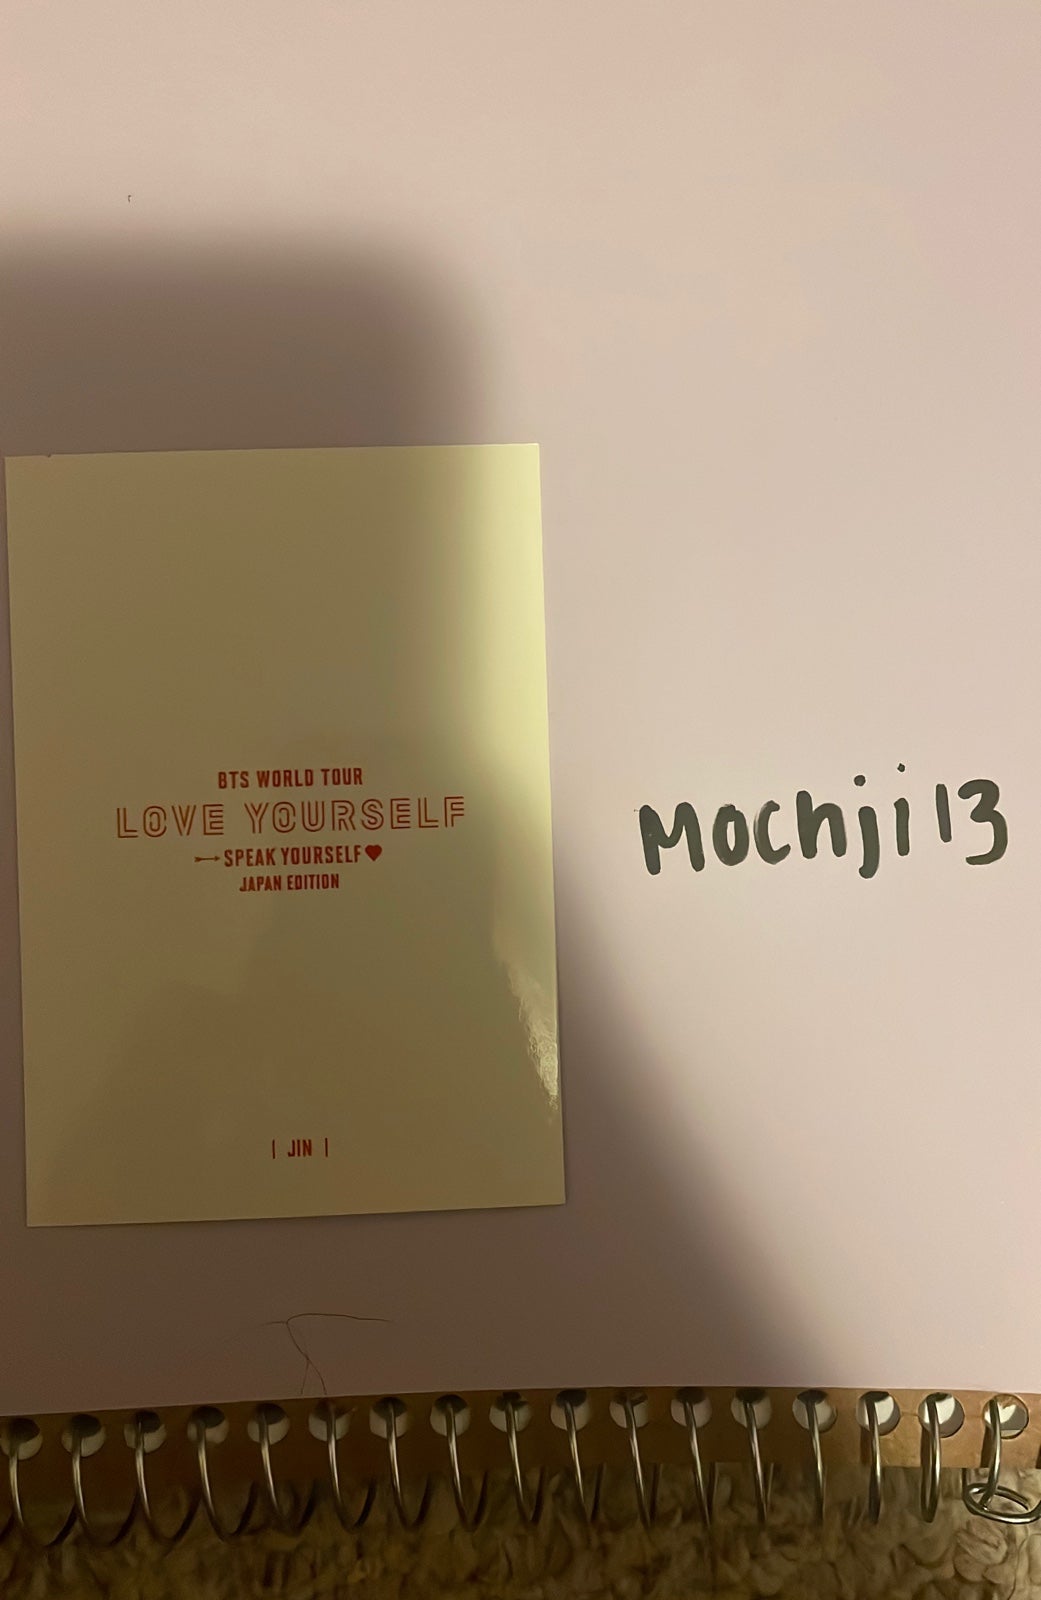 BTS WORLD TOUR
LOVE YOURSELF
SPEAK YOURSELF♥
JAPAN EDITION
| JIN |
Mochji13